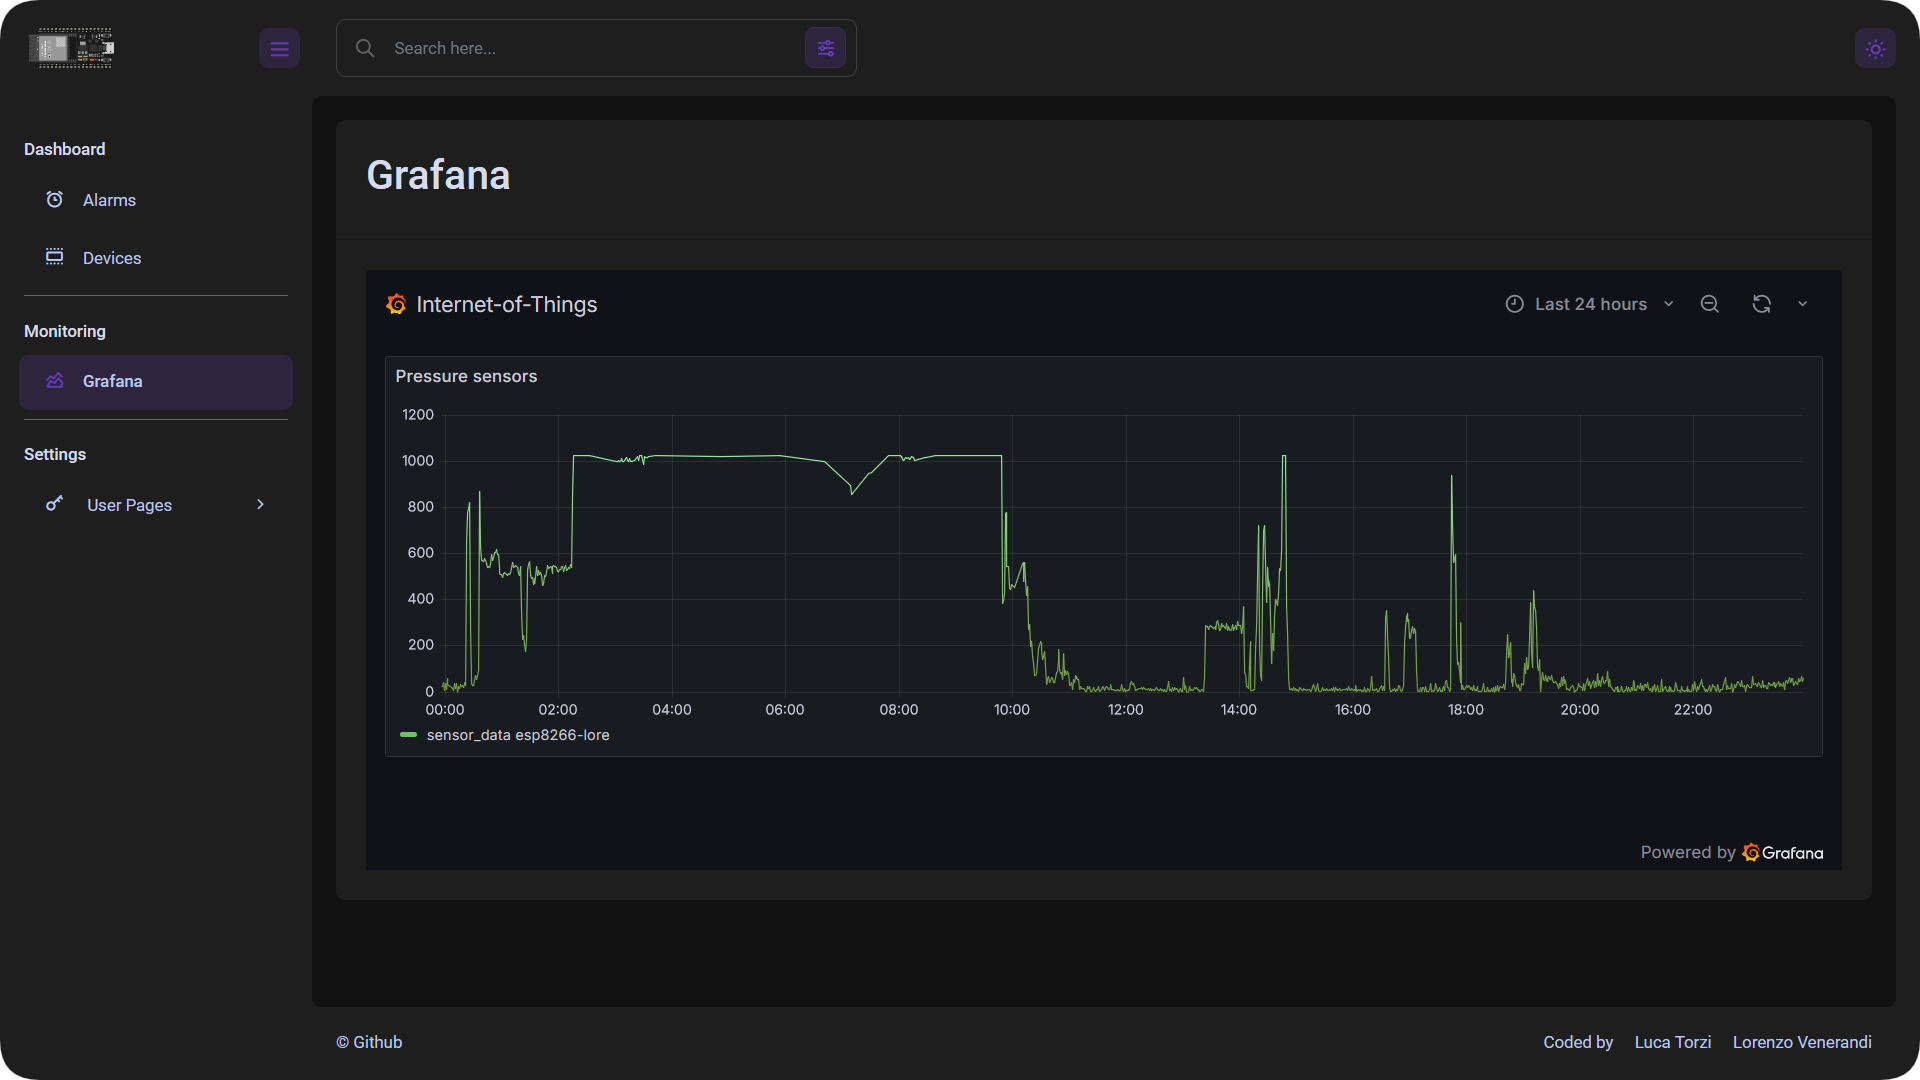 Search here...
Dashboard
Alarms
Devices
Monitoring
Grafana
Settings
User Pages
Grafana
Internet-of-Things
Last 24 hours
Pressure sensors
1200
1000
800
600
400
200
0
00:00 02:00 04:00 06:00 08:00 10:00 12:00 14:00 16:00 18:00 20:00 22:00
sensor_data esp8266-lore
Powered by Grafana
© Github
Coded by Luca Torzi Lorenzo Venerandi